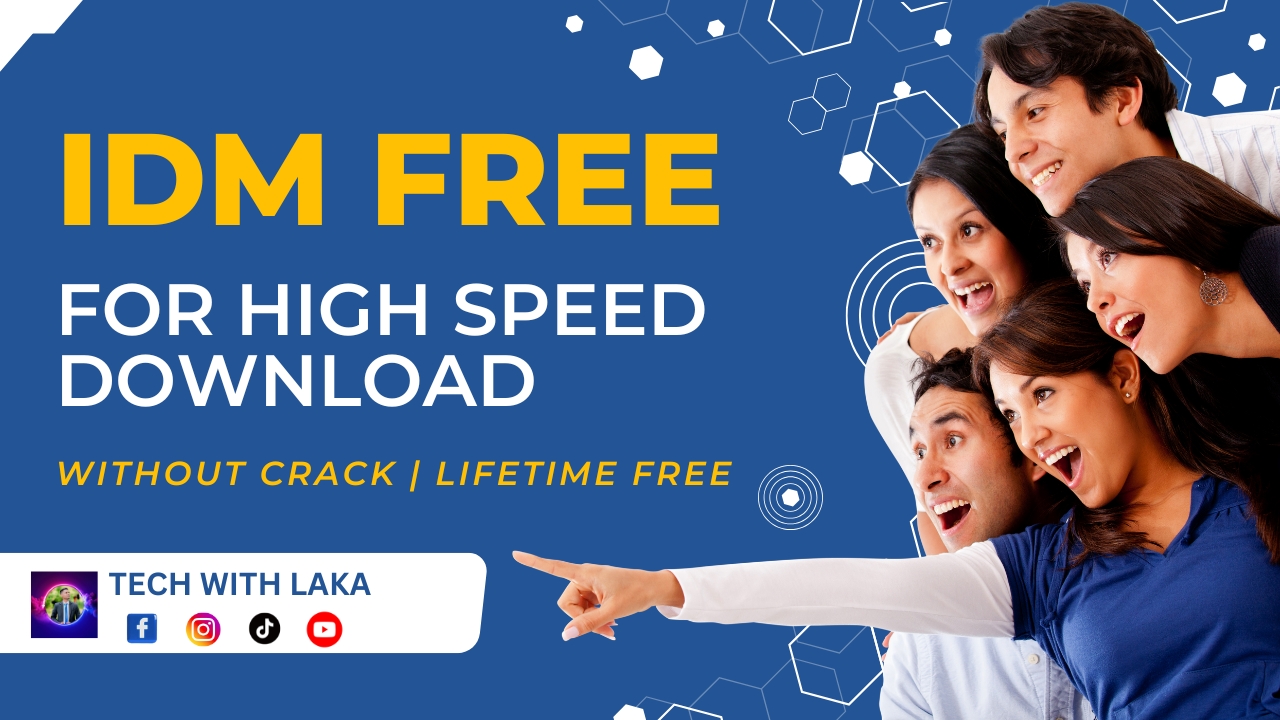 IDM FREE
FOR HIGH SPEED
DOWNLOAD
WITHOUT CRACK | LIFETIME FREE
TECH WITH LAKA